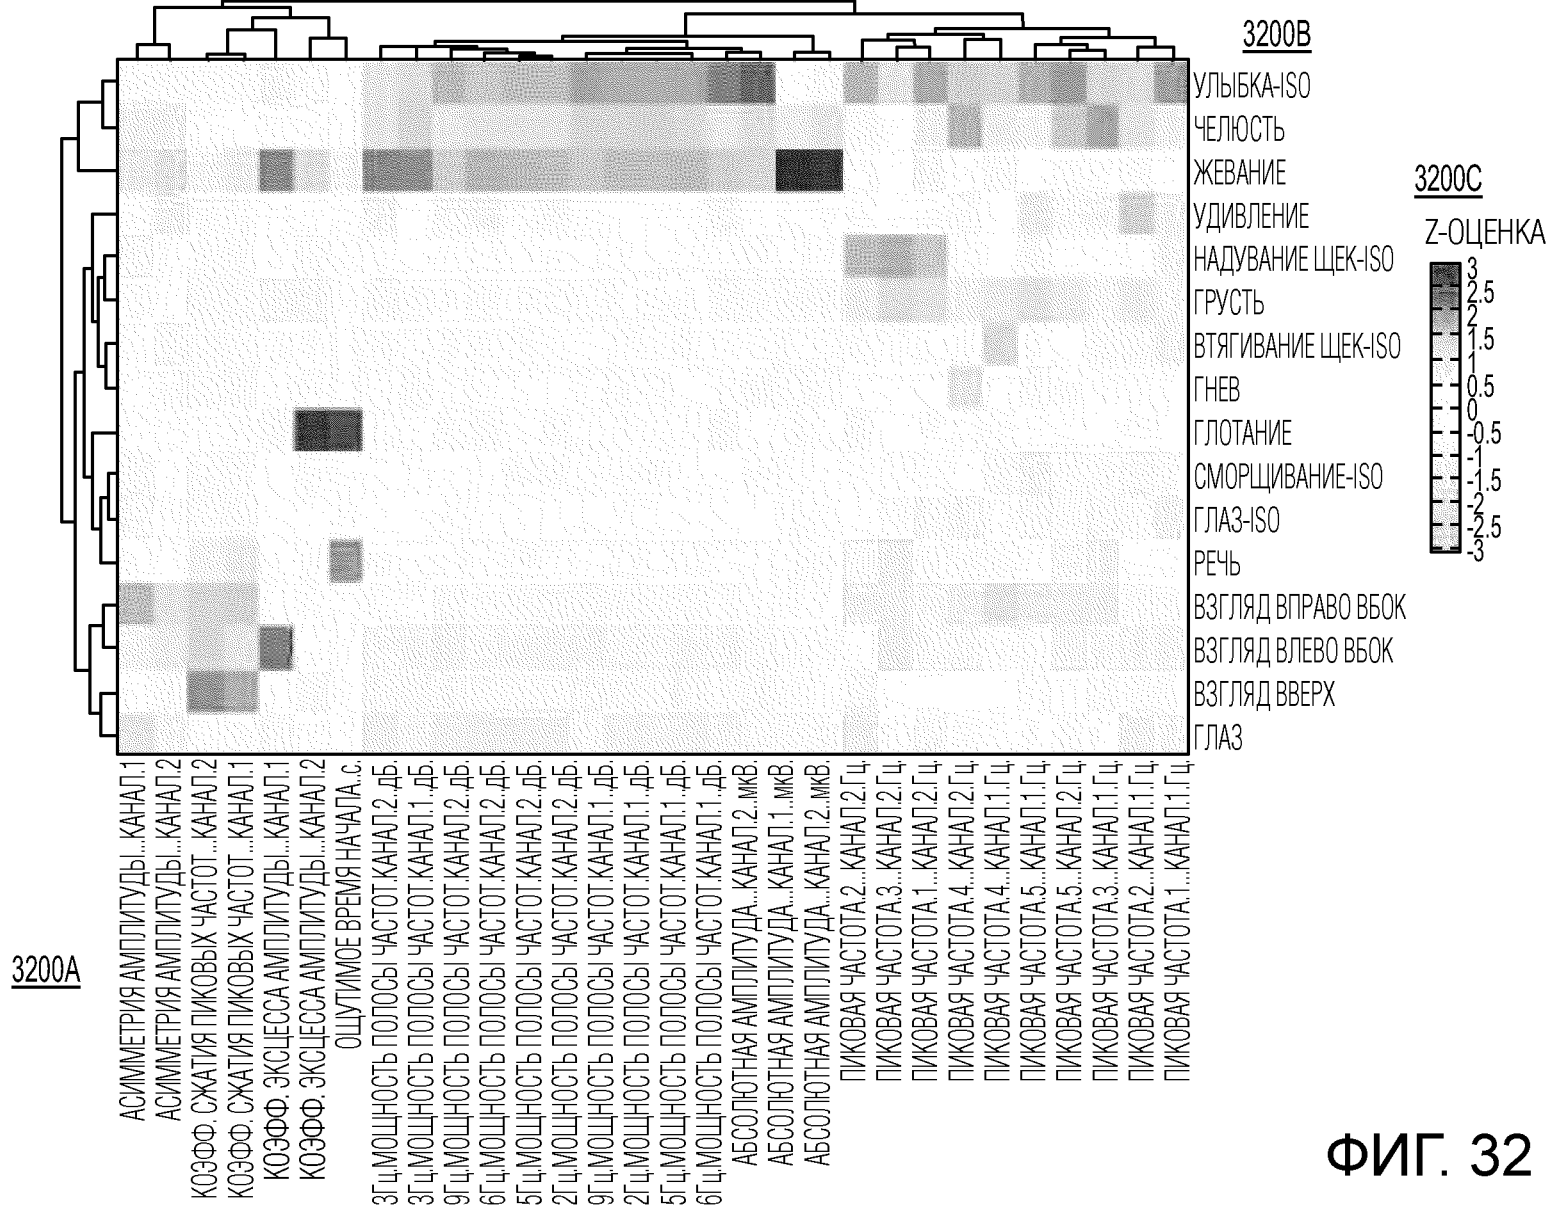 3200B
УЛЫБКА-ISO
ЧЕЛЮСТЬ
ЖЕВАНИЕ
УДИВЛЕНИЕ
НАДУВАНИЕ ЩЕК-ISO
ГРУСТЬ
ВТЯГИВАНИЕ ЩЕК-ISO
ГНЕВ
ГЛОТАНИЕ
СМОРЩИВАНИЕ-ISO
ГЛАЗ-ISO
РЕЧЬ
ВЗГЛЯД ВПРАВО ВБОК
ВЗГЛЯД ВЛЕВО ВБОК
ВЗГЛЯД ВВЕРХ
ГЛАЗ
3200C
Z-ОЦЕНКА
3
2.5
2
1.5
1
0.5
0
-0.5
-1
-1.5
-2
-2.5
-3
3200A
АСИММЕТРИЯ АМПЛИТУДЫ...КАНАЛ.1
АСИММЕТРИЯ АМПЛИТУДЫ...КАНАЛ.2
КОЭФФ. СЖАТИЯ ПИКОВЫХ ЧАСТОТ...КАНАЛ.2
КОЭФФ. СЖАТИЯ ПИКОВЫХ ЧАСТОТ...КАНАЛ.1
КОЭФФ. ЭКСЦЕССА АМПЛИТУДЫ...КАНАЛ.1
КОЭФФ. ЭКСЦЕССА АМПЛИТУДЫ...КАНАЛ.2
ОЩУТИМОЕ ВРЕМЯ НАЧАЛА.с.
3Гц.МОЩНОСТЬ ПОЛОСЫ ЧАСТОТ.КАНАЛ.2..дБ.
3Гц.МОЩНОСТЬ ПОЛОСЫ ЧАСТОТ.КАНАЛ.1..дБ.
9Гц.МОЩНОСТЬ ПОЛОСЫ ЧАСТОТ.КАНАЛ.2..дБ.
6Гц.МОЩНОСТЬ ПОЛОСЫ ЧАСТОТ.КАНАЛ.2..дБ.
5Гц.МОЩНОСТЬ ПОЛОСЫ ЧАСТОТ.КАНАЛ.2..дБ.
2Гц.МОЩНОСТЬ ПОЛОСЫ ЧАСТОТ.КАНАЛ.2..дБ.
9Гц.МОЩНОСТЬ ПОЛОСЫ ЧАСТОТ.КАНАЛ.1..дБ.
2Гц.МОЩНОСТЬ ПОЛОСЫ ЧАСТОТ.КАНАЛ.1..дБ.
5Гц.МОЩНОСТЬ ПОЛОСЫ ЧАСТОТ.КАНАЛ.1..дБ.
6Гц.МОЩНОСТЬ ПОЛОСЫ ЧАСТОТ.КАНАЛ.1..дБ.
АБСОЛЮТНАЯ АМПЛИТУДА...КАНАЛ.2..мкВ.
АБСОЛЮТНАЯ АМПЛИТУДА...КАНАЛ.1..мкВ.
АБСОЛЮТНАЯ АМПЛИТУДА...КАНАЛ.2..мкВ.
ПИКОВАЯ ЧАСТОТА.2...КАНАЛ.2.Гц.
ПИКОВАЯ ЧАСТОТА.3...КАНАЛ.2.Гц.
ПИКОВАЯ ЧАСТОТА.1...КАНАЛ.2.Гц.
ПИКОВАЯ ЧАСТОТА.4...КАНАЛ.2.Гц.
ПИКОВАЯ ЧАСТОТА.4...КАНАЛ.1.Гц.
ПИКОВАЯ ЧАСТОТА.5...КАНАЛ.1.Гц.
ПИКОВАЯ ЧАСТОТА.5...КАНАЛ.2.Гц.
ПИКОВАЯ ЧАСТОТА.3...КАНАЛ.1.Гц.
ПИКОВАЯ ЧАСТОТА.2...КАНАЛ.1.Гц.
ПИКОВАЯ ЧАСТОТА.1...КАНАЛ.1.Гц.
ФИГ. 32